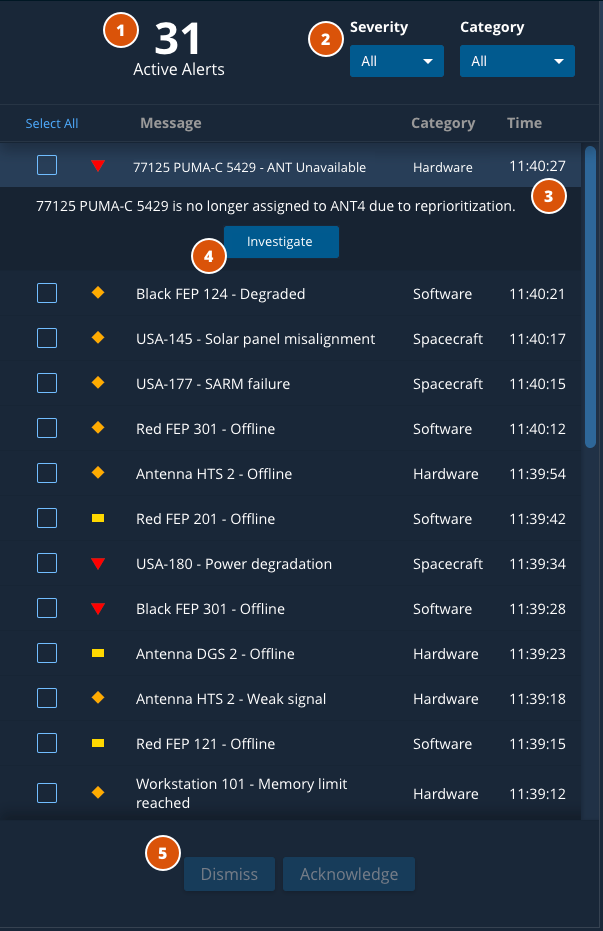 1
31
Active Alerts
2
Severity
Category
All
All
Select All
Message
Category
Time
77125 PUMA-C 5429 - ANT Unavailable Hardware 11:40:27
77125 PUMA-C 5429 is no longer assigned to ANT4 due to reprioritization.
3
Investigate
4
Black FEP 124 - Degraded Software 11:40:21
USA-145 - Solar panel misalignment Spacecraft 11:40:17
USA-177 - SARM failure Spacecraft 11:40:15
Red FEP 301 - Offline Software 11:40:12
Antenna HTS 2 - Offline Hardware 11:39:54
Red FEP 201 - Offline Software 11:39:42
USA-180 - Power degradation Spacecraft 11:39:34
Black FEP 301 - Offline Software 11:39:28
Antenna DGS 2 - Offline Hardware 11:39:23
Antenna HTS 2 - Weak signal Hardware 11:39:18
Red FEP 121 - Offline Software 11:39:15
Workstation 101 - Memory limit
reached
Hardware 11:39:12
5
Dismiss
Acknowledge